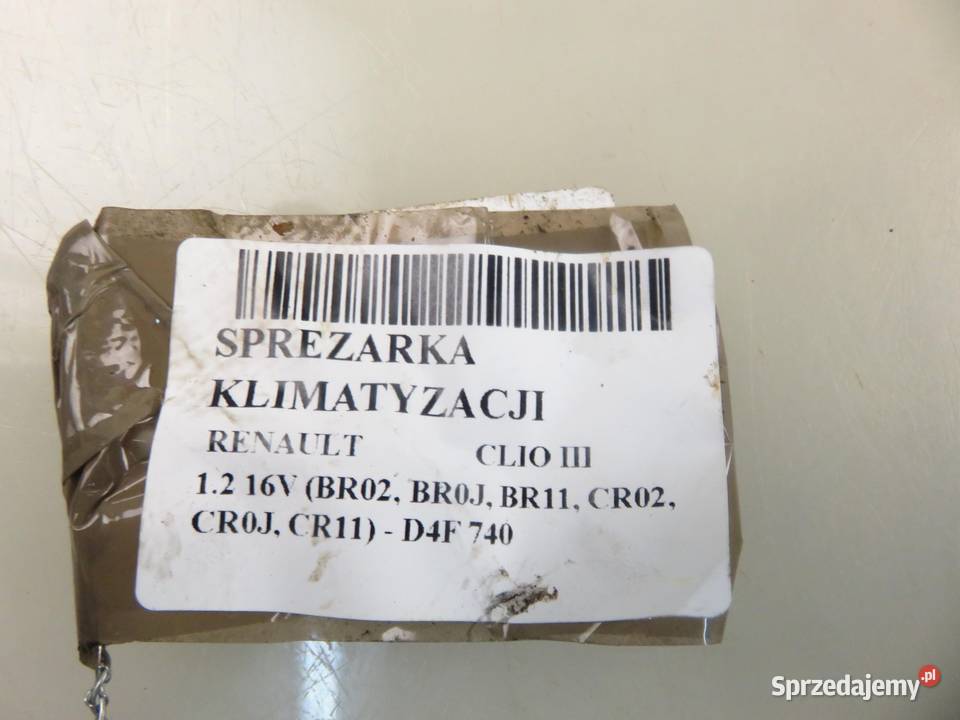 SPREZARKA
KLIMATYZACJI
RENAULT CLIO III
1.2 16V (BR02, BR0J, BR11, CR02,
CR0J, CR11) - D4F 740
Sprzedajemy.pl